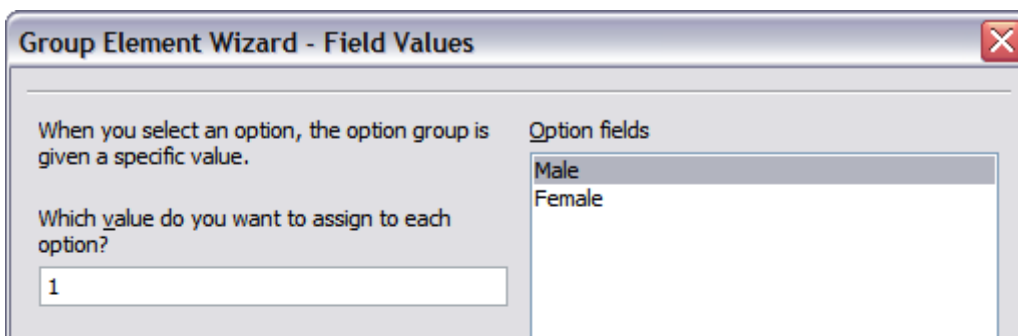 Group Element Wizard - Field Values
When you select an option, the option group is
given a specific value.
Which value do you want to assign to each
option?
1
Option fields
Male
Female